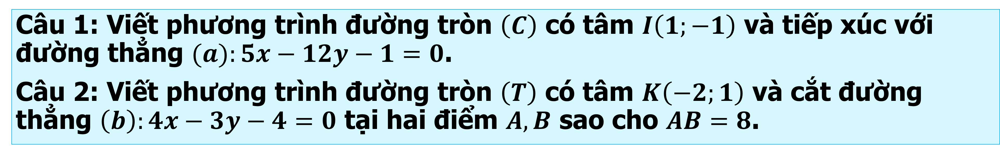 Câu 1: Viết phương trình đường tròn (C) có tâm I(1; −1) và tiếp xúc với
đường thẳng (a): 5x − 12y − 1 = 0.
Câu 2: Viết phương trình đường tròn (T) có tâm K(−2; 1) và cắt đường
thẳng (b): 4x − 3y − 4 = 0 tại hai điểm A, B sao cho AB = 8.